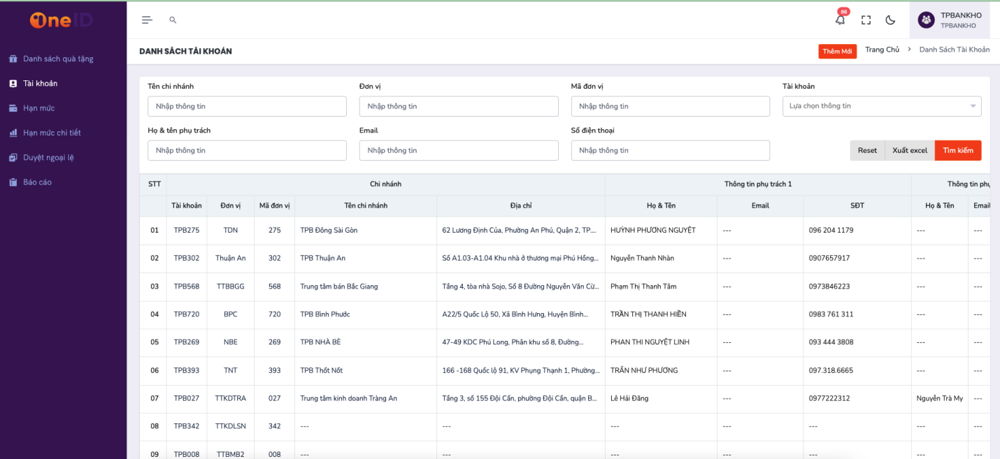 OneID
86
TPBANKHO
TPBANKHO
Danh sách quà tặng
Tài khoản
Hạn mức
Hạn mức chi tiết
Duyệt ngoại lệ
Báo cáo
DANH SÁCH TÀI KHOẢN
Thêm Mới Trang Chủ > Danh Sách Tài Khoản
Tên chi nhánh Đơn vị Mã đơn vị Tài khoản
Nhập thông tin Nhập thông tin Nhập thông tin Lựa chọn thông tin
Họ & tên phụ trách Email Số điện thoại
Nhập thông tin Nhập thông tin Nhập thông tin Reset Xuất excel Tìm kiếm
STT Chi nhánh Thông tin phụ trách 1 Thông tin phụ
Tài khoản Đơn vị Mã đơn vị Tên chi nhánh Địa chỉ Họ & Tên Email SĐT Họ & Tên Email
01 TPB275 TDN 275 TPB Đông Sài Gòn 62 Lương Định Của, Phường An Phú, Quận 2, TP.... HUỲNH PHƯƠNG NGUYỆT --- 096 204 1179 --- ---
02 TPB302 Thuận An 302 TPB Thuận An Số A1.03-A1.04 Khu nhà ở thương mại Phú Hồng... Nguyễn Thanh Nhàn --- 0907657917 --- ---
03 TPB568 TTBBGG 568 Trung tâm bán Bắc Giang Tầng 4, tòa nhà Sojo, Số 8 Đường Nguyễn Văn Cừ... Phạm Thị Thanh Tâm --- 0973846223 --- ---
04 TPB720 BPC 720 TPB Bình Phước A22/5 Quốc Lộ 50, Xã Bình Hưng, Huyện Bình... TRẦN THỊ THANH HIỀN --- 0983 761 311 --- ---
05 TPB269 NBE 269 TPB NHÀ BÈ 47-49 KDC Phú Long, Phân khu số 8, Đường... PHAN THI NGUYỆT LINH --- 093 444 3808 --- ---
06 TPB393 TNT 393 TPB Thốt Nốt 166 -168 Quốc lộ 91, KV Phụng Thạnh 1, Phường... TRẦN NHƯ PHƯƠNG --- 097.318.6665 --- ---
07 TPB027 TTKDTRA 027 Trung tâm kinh doanh Tràng An Tầng 3, số 155 Đội Cấn, phường Đội Cấn, quận B... Lê Hải Đăng --- 0977222312 Nguyễn Trà My ---
08 TPB342 TTKDLSN 342 --- --- --- --- --- --- ---
09 TPB008 TTBMB2 008 --- --- --- --- --- --- ---